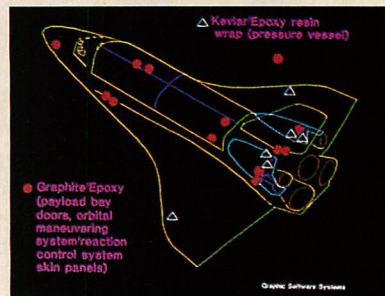 Kevlar/Epoxy resin
wrap (pressure vessel)
Graphite/Epoxy
(payload bay
doors, orbital
maneuvering
system/reaction
control system
skin panels)
Graphic Software Systems